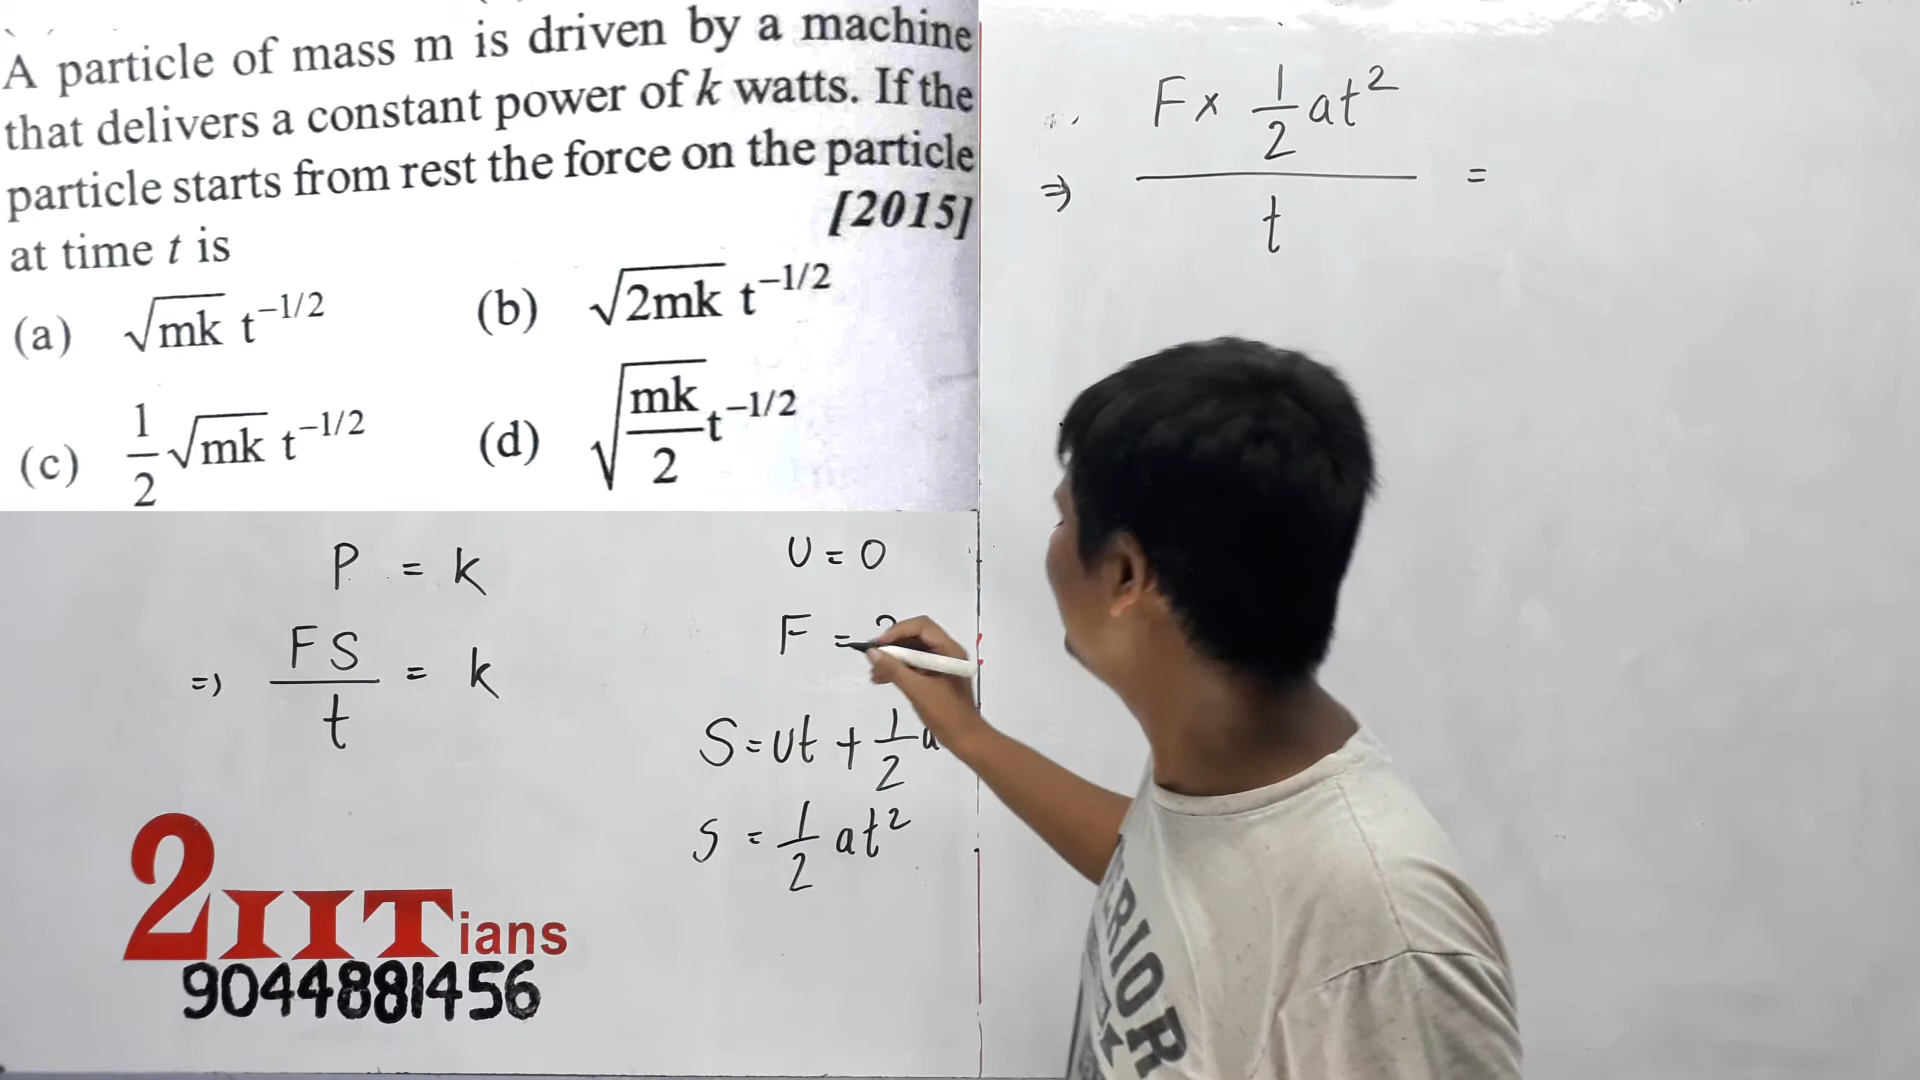 A particle of mass m is driven by a machine
that delivers a constant power of k watts. If the
particle starts from rest the force on the particle
at time t is [2015]
(a) √mk t^–1/2 (b) √2mk t^–1/2
(c) 1/2 √mk t^–1/2 (d) √(mk/2) t^–1/2
P = k
=> FS/t = k
U = 0
F = ?
S = ut + 1/2 a
S = 1/2 at²
2IITians
9044881456
=> (F × 1/2 at²)/t =
ERIOR